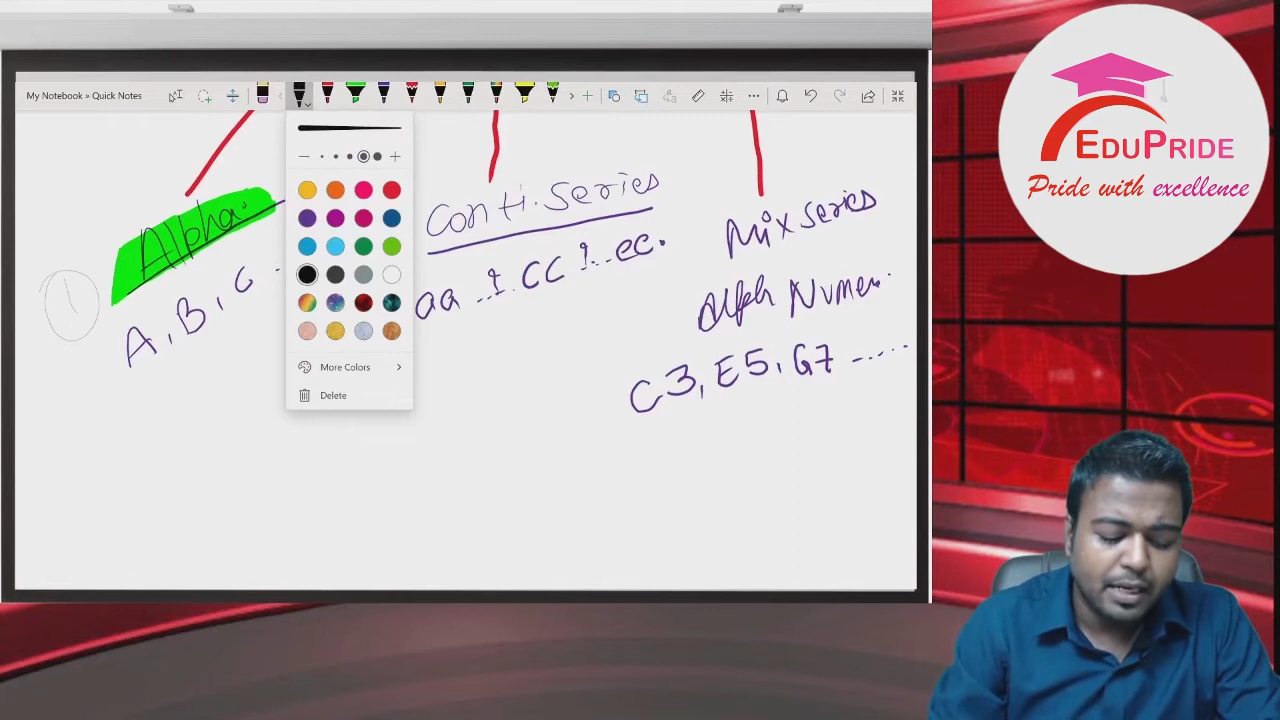 My Notebook » Quick Notes
More Colors
Delete
1
Alpha.
A, B, C
Conti. Series
aa ..!. CC !..ec.
Mix series
Alph Numer.
C3, E5, G7 ......
EDUPRIDE
Pride with excellence